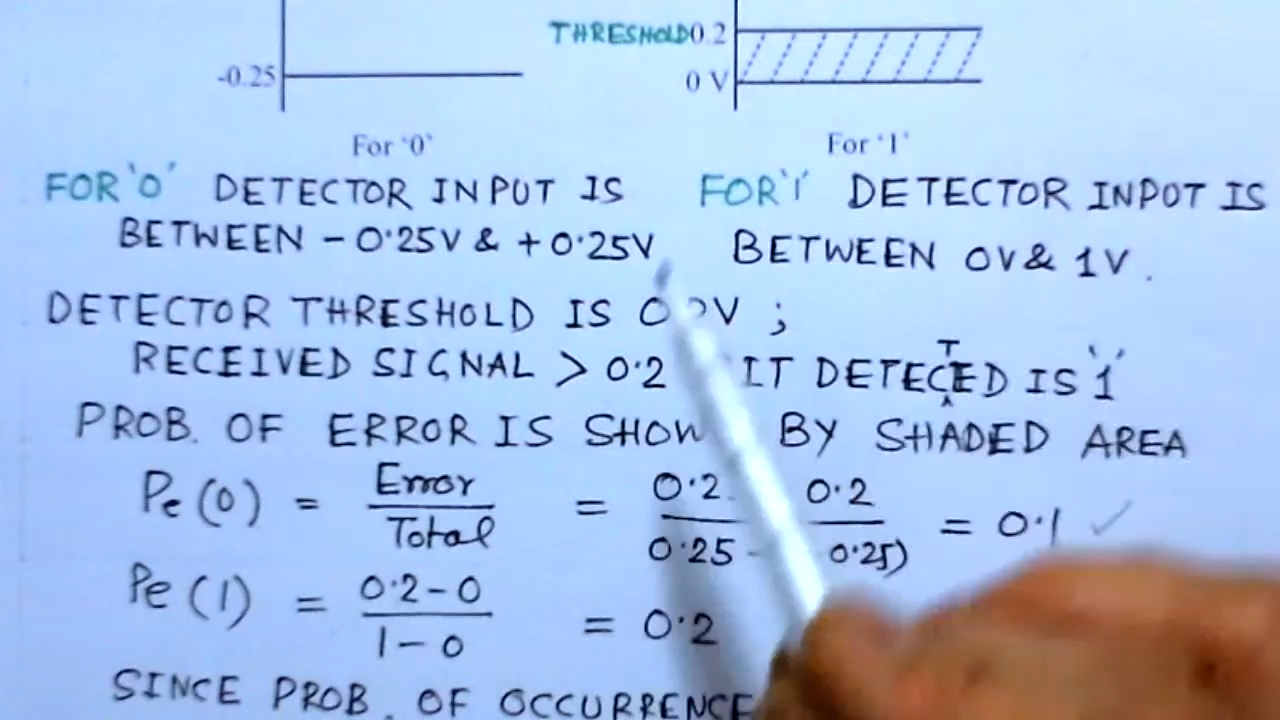 THRESHOLD 0.2
-0.25
0 V
For '0'
For '1'
FOR '0' DETECTOR INPUT IS
BETWEEN -0.25V & +0.25V
FOR '1' DETECTOR INPUT IS
BETWEEN 0V & 1V.
DETECTOR THRESHOLD IS V ;
RECEIVED SIGNAL > 0.2 DETECTED IS '1'
PROB. OF ERROR IS BY SHADED AREA
Pe (0) = Error / Total = 0.2 0.2 / 0.25 - 0.25) = 0.1 ✓
Pe (1) = 0.2-0 / 1-0 = 0.2
SINCE PROB. OF OCCURRENCE